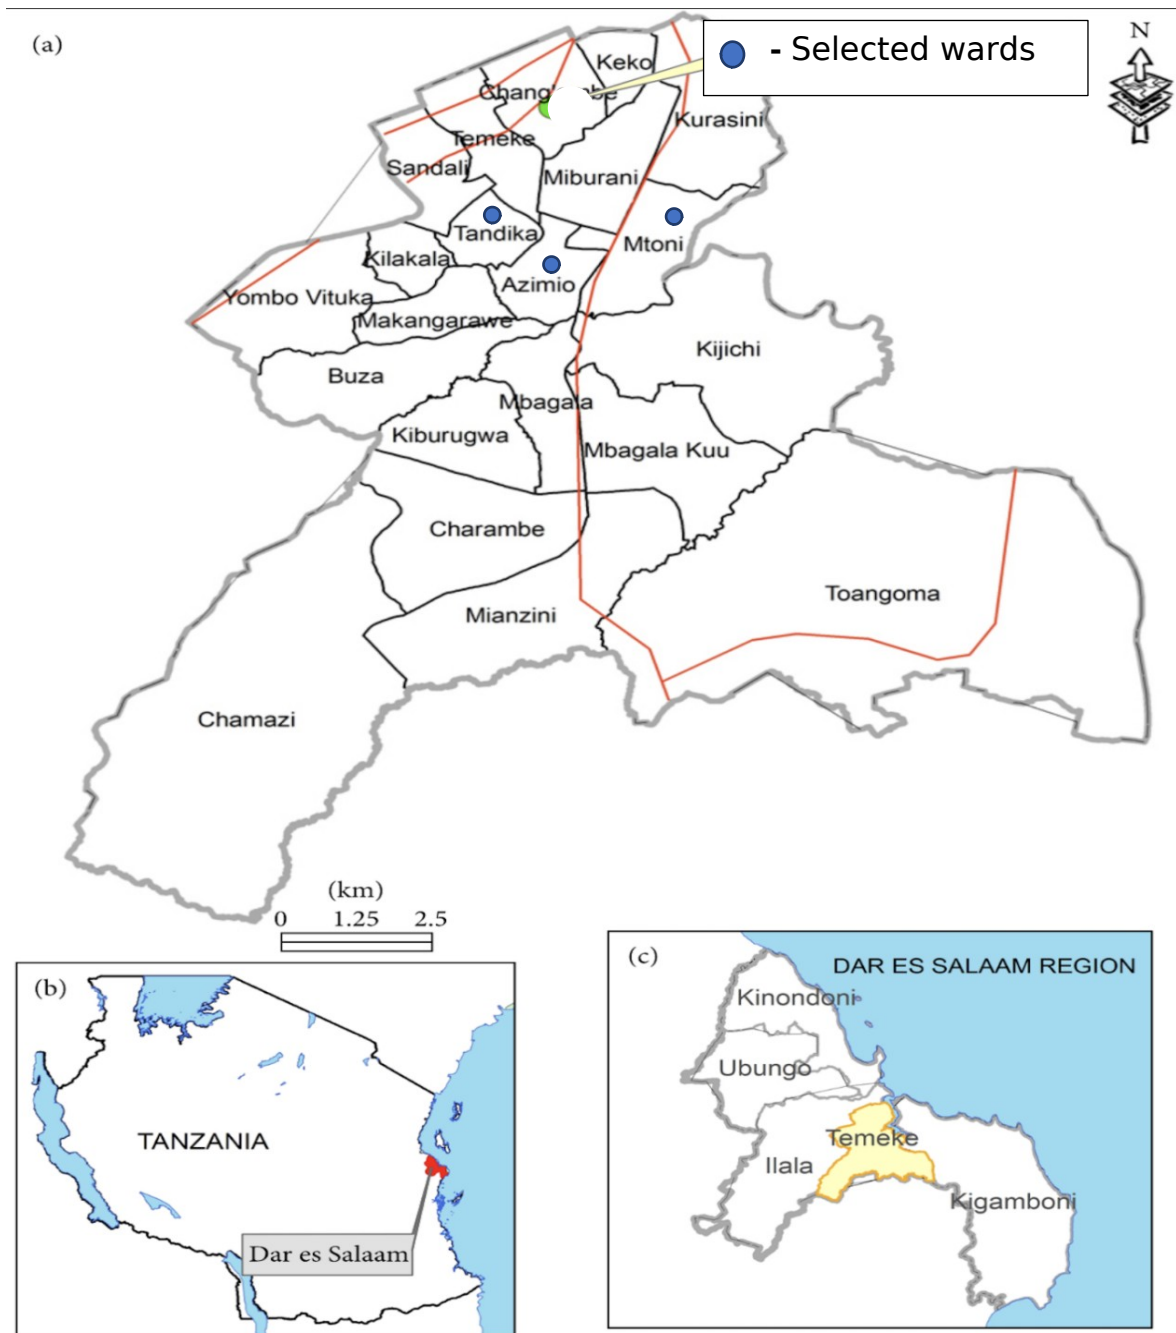 (a)
N
- Selected wards
Keko
Kurasini
Temeke
Sandali
Miburani
Tandika
Mtoni
Kilakala
Azimio
Yombo Vituka
Makangarawe
Kijichi
Buza
Mbagala
Kiburugwa
Mbagala Kuu
Charambe
Toangoma
Mianzini
Chamazi
(km)
0 1.25 2.5
(b)
TANZANIA
Dar es Salaam
(c)
DAR ES SALAAM REGION
Kinondoni
Ubungo
Temeke
Ilala
Kigamboni